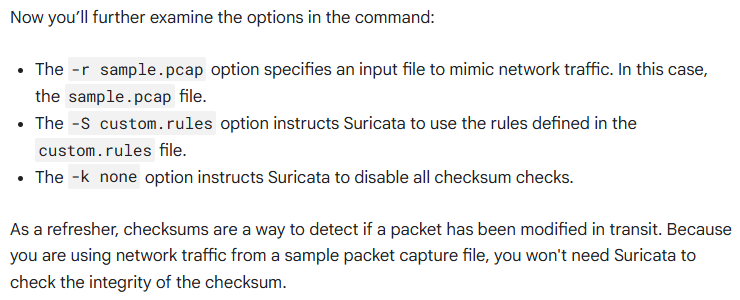 Now you’ll further examine the options in the command:
• The -r sample.pcap option specifies an input file to mimic network traffic. In this case,
the sample.pcap file.
• The -S custom.rules option instructs Suricata to use the rules defined in the
custom.rules file.
• The -k none option instructs Suricata to disable all checksum checks.
As a refresher, checksums are a way to detect if a packet has been modified in transit. Because
you are using network traffic from a sample packet capture file, you won't need Suricata to
check the integrity of the checksum.